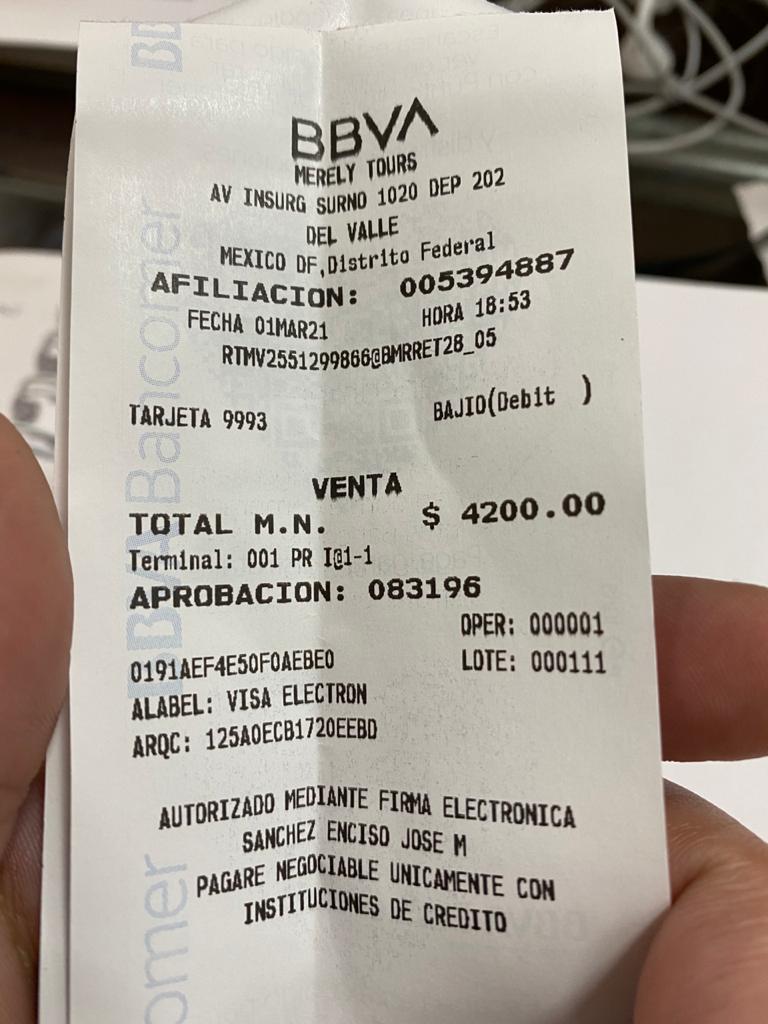 BBVA
MERELY TOURS
AV INSURG SURNO 1020 DEP 202
DEL VALLE
MEXICO DF,Distrito Federal
AFILIACION: 005394887
FECHA 01MAR21 HORA 18:53
RTMV2551299866@BMRRET28_05
TARJETA 9993 BAJIO(Debit )
VENTA
TOTAL M.N. $ 4200.00
Terminal: 001 PR I@1-1
APROBACION: 083196
OPER: 000001
0191AEF4E50F0AEBE0 LOTE: 000111
ALABEL: VISA ELECTRON
ARQC: 125A0ECB1720EEBD
AUTORIZADO MEDIANTE FIRMA ELECTRONICA
SANCHEZ ENCISO JOSE M
PAGARE NEGOCIABLE UNICAMENTE CON
INSTITUCIONES DE CREDITO
BBVA Bancomer